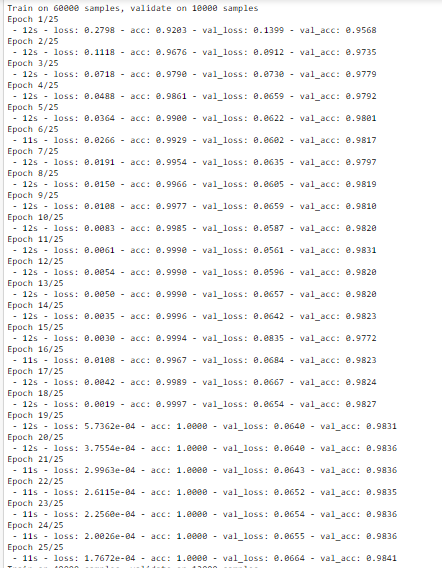 Train on 60000 samples, validate on 10000 samples
Epoch 1/25
- 12s - loss: 0.2798 - acc: 0.9203 - val_loss: 0.1399 - val_acc: 0.9568
Epoch 2/25
- 12s - loss: 0.1118 - acc: 0.9676 - val_loss: 0.0912 - val_acc: 0.9735
Epoch 3/25
- 12s - loss: 0.0718 - acc: 0.9790 - val_loss: 0.0730 - val_acc: 0.9779
Epoch 4/25
- 12s - loss: 0.0488 - acc: 0.9861 - val_loss: 0.0659 - val_acc: 0.9792
Epoch 5/25
- 12s - loss: 0.0364 - acc: 0.9900 - val_loss: 0.0622 - val_acc: 0.9801
Epoch 6/25
- 11s - loss: 0.0266 - acc: 0.9929 - val_loss: 0.0602 - val_acc: 0.9817
Epoch 7/25
- 12s - loss: 0.0191 - acc: 0.9954 - val_loss: 0.0635 - val_acc: 0.9797
Epoch 8/25
- 12s - loss: 0.0150 - acc: 0.9966 - val_loss: 0.0605 - val_acc: 0.9819
Epoch 9/25
- 12s - loss: 0.0108 - acc: 0.9977 - val_loss: 0.0659 - val_acc: 0.9810
Epoch 10/25
- 12s - loss: 0.0083 - acc: 0.9985 - val_loss: 0.0587 - val_acc: 0.9820
Epoch 11/25
- 12s - loss: 0.0061 - acc: 0.9990 - val_loss: 0.0561 - val_acc: 0.9831
Epoch 12/25
- 12s - loss: 0.0054 - acc: 0.9990 - val_loss: 0.0596 - val_acc: 0.9820
Epoch 13/25
- 12s - loss: 0.0050 - acc: 0.9990 - val_loss: 0.0657 - val_acc: 0.9820
Epoch 14/25
- 12s - loss: 0.0035 - acc: 0.9996 - val_loss: 0.0642 - val_acc: 0.9823
Epoch 15/25
- 12s - loss: 0.0030 - acc: 0.9994 - val_loss: 0.0835 - val_acc: 0.9772
Epoch 16/25
- 11s - loss: 0.0108 - acc: 0.9967 - val_loss: 0.0684 - val_acc: 0.9823
Epoch 17/25
- 12s - loss: 0.0042 - acc: 0.9989 - val_loss: 0.0667 - val_acc: 0.9824
Epoch 18/25
- 12s - loss: 0.0019 - acc: 0.9997 - val_loss: 0.0654 - val_acc: 0.9827
Epoch 19/25
- 12s - loss: 5.7362e-04 - acc: 1.0000 - val_loss: 0.0640 - val_acc: 0.9831
Epoch 20/25
- 12s - loss: 3.7554e-04 - acc: 1.0000 - val_loss: 0.0640 - val_acc: 0.9836
Epoch 21/25
- 11s - loss: 2.9963e-04 - acc: 1.0000 - val_loss: 0.0643 - val_acc: 0.9836
Epoch 22/25
- 11s - loss: 2.6115e-04 - acc: 1.0000 - val_loss: 0.0652 - val_acc: 0.9835
Epoch 23/25
- 11s - loss: 2.2560e-04 - acc: 1.0000 - val_loss: 0.0654 - val_acc: 0.9836
Epoch 24/25
- 11s - loss: 2.0026e-04 - acc: 1.0000 - val_loss: 0.0655 - val_acc: 0.9836
Epoch 25/25
- 11s - loss: 1.7672e-04 - acc: 1.0000 - val_loss: 0.0664 - val_acc: 0.9841